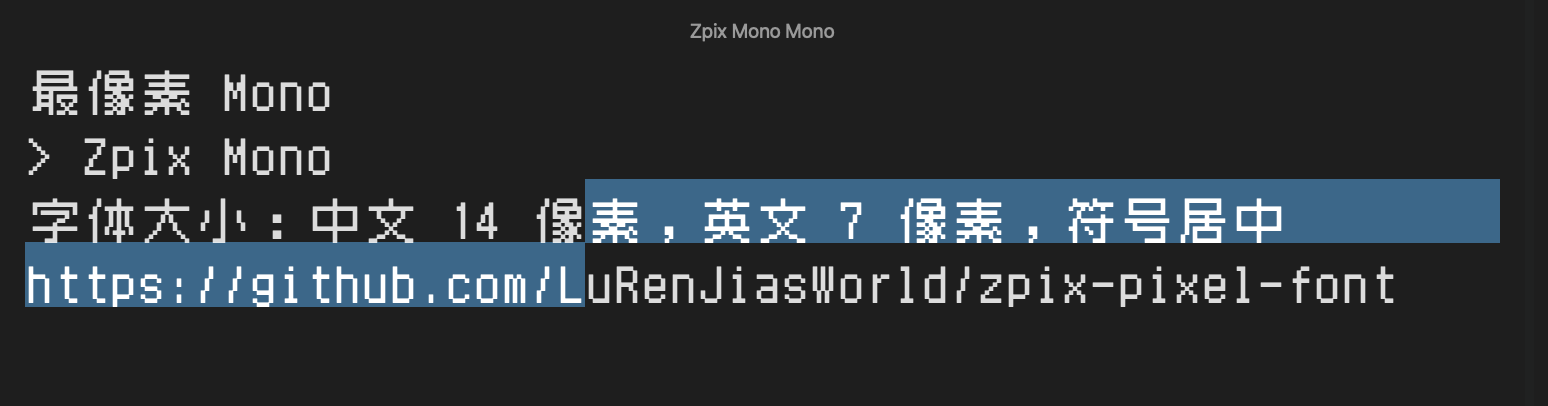 Zpix Mono Mono
最像素 Mono
> Zpix Mono
字体大小：中文 14 像素，英文 7 像素，符号居中
https://github.com/LuRenJiasWorld/zpix-pixel-font